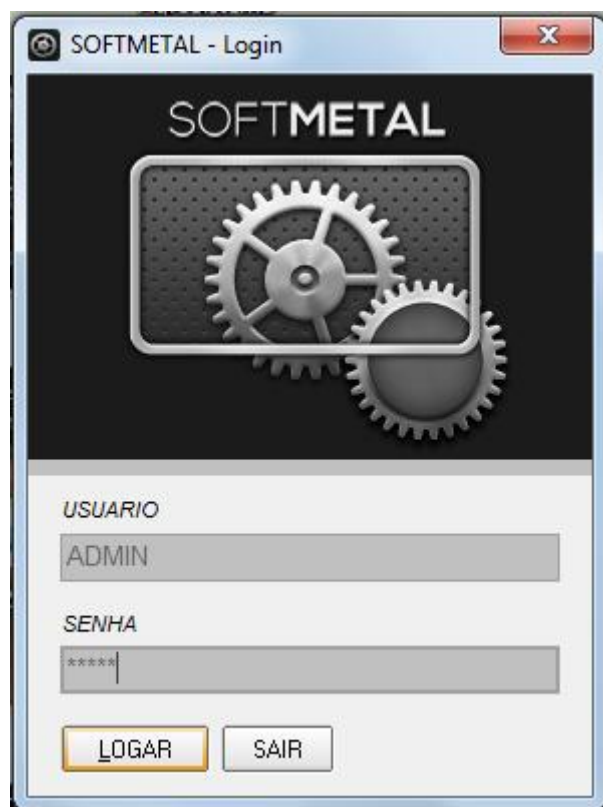 SOFTMETAL - Login
SOFTMETAL
USUARIO
ADMIN
SENHA
*****
LOGAR SAIR